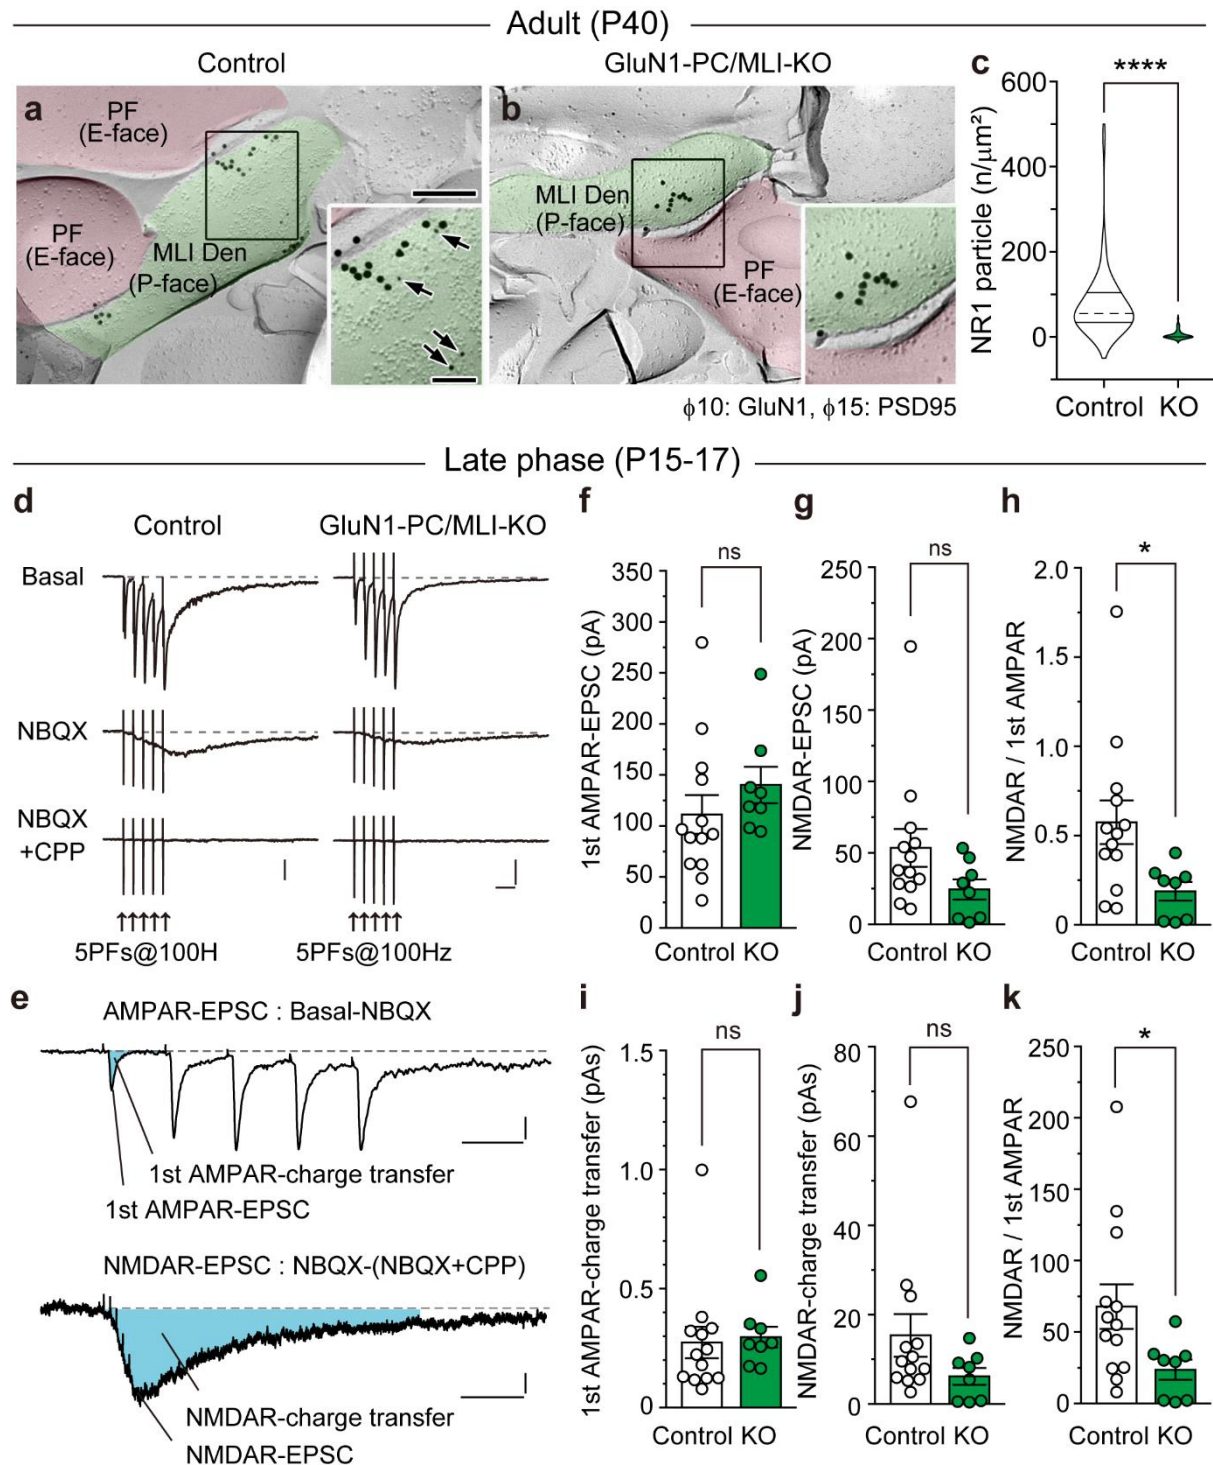 Adult (P40)
Control
GluN1-PC/MLI-KO
a
PF
(E-face)
PF
(E-face)
MLI Den
(P-face)
b
MLI Den
(P-face)
PF
(E-face)
ϕ10: GluN1, ϕ15: PSD95
c
NR1 particle (n/μm²)
600
400
200
0
****
Control KO
Late phase (P15-17)
d
Control
GluN1-PC/MLI-KO
Basal
NBQX
NBQX
+CPP
5PFs@100H
5PFs@100Hz
e
AMPAR-EPSC : Basal-NBQX
1st AMPAR-charge transfer
1st AMPAR-EPSC
NMDAR-EPSC : NBQX-(NBQX+CPP)
NMDAR-charge transfer
NMDAR-EPSC
f
1st AMPAR-EPSC (pA)
350
300
250
200
150
100
50
0
ns
Control KO
g
NMDAR-EPSC (pA)
250
200
150
100
50
0
ns
Control KO
h
NMDAR / 1st AMPAR
2.0
1.5
1.0
0.5
0
*
Control KO
i
1st AMPAR-charge transfer (pAs)
1.5
1.0
0.5
0
ns
Control KO
j
NMDAR-charge transfer (pAs)
80
60
40
20
0
ns
Control KO
k
NMDAR / 1st AMPAR
250
200
150
100
50
0
*
Control KO